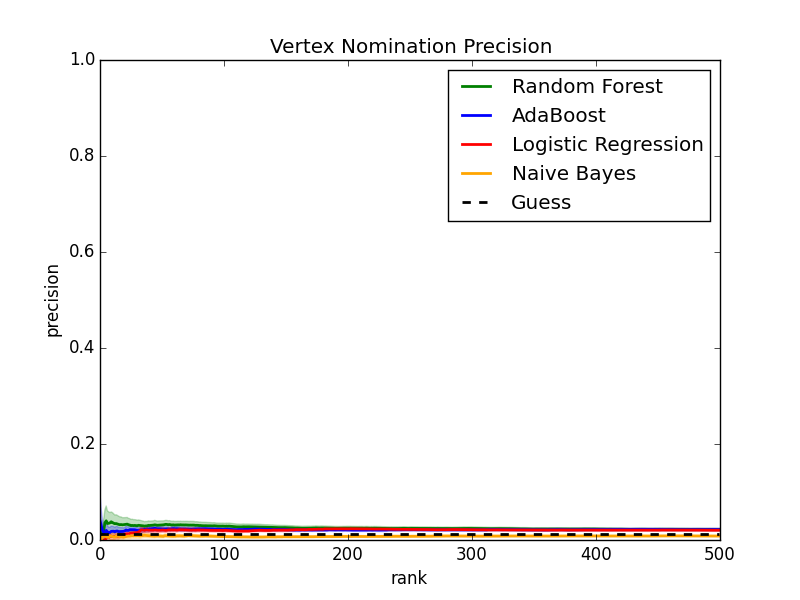 Vertex Nomination Precision
1.0
0.8
0.6
0.4
0.2
0.0
precision
Random Forest
AdaBoost
Logistic Regression
Naive Bayes
Guess
0 100 200 300 400 500
rank